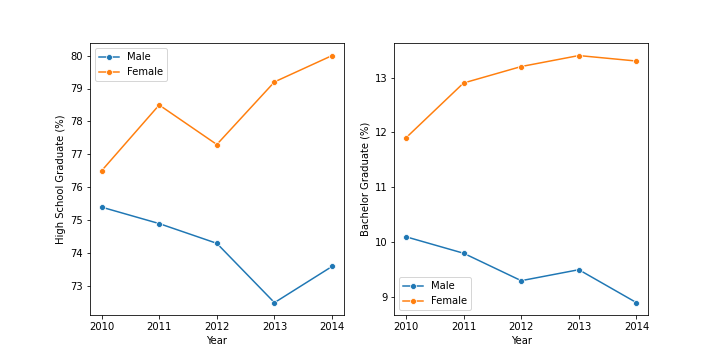 High School Graduate (%)
80
79
78
77
76
75
74
73
Male
Female
2010 2011 2012 2013 2014
Year
Bachelor Graduate (%)
13
12
11
10
9
Male
Female
2010 2011 2012 2013 2014
Year